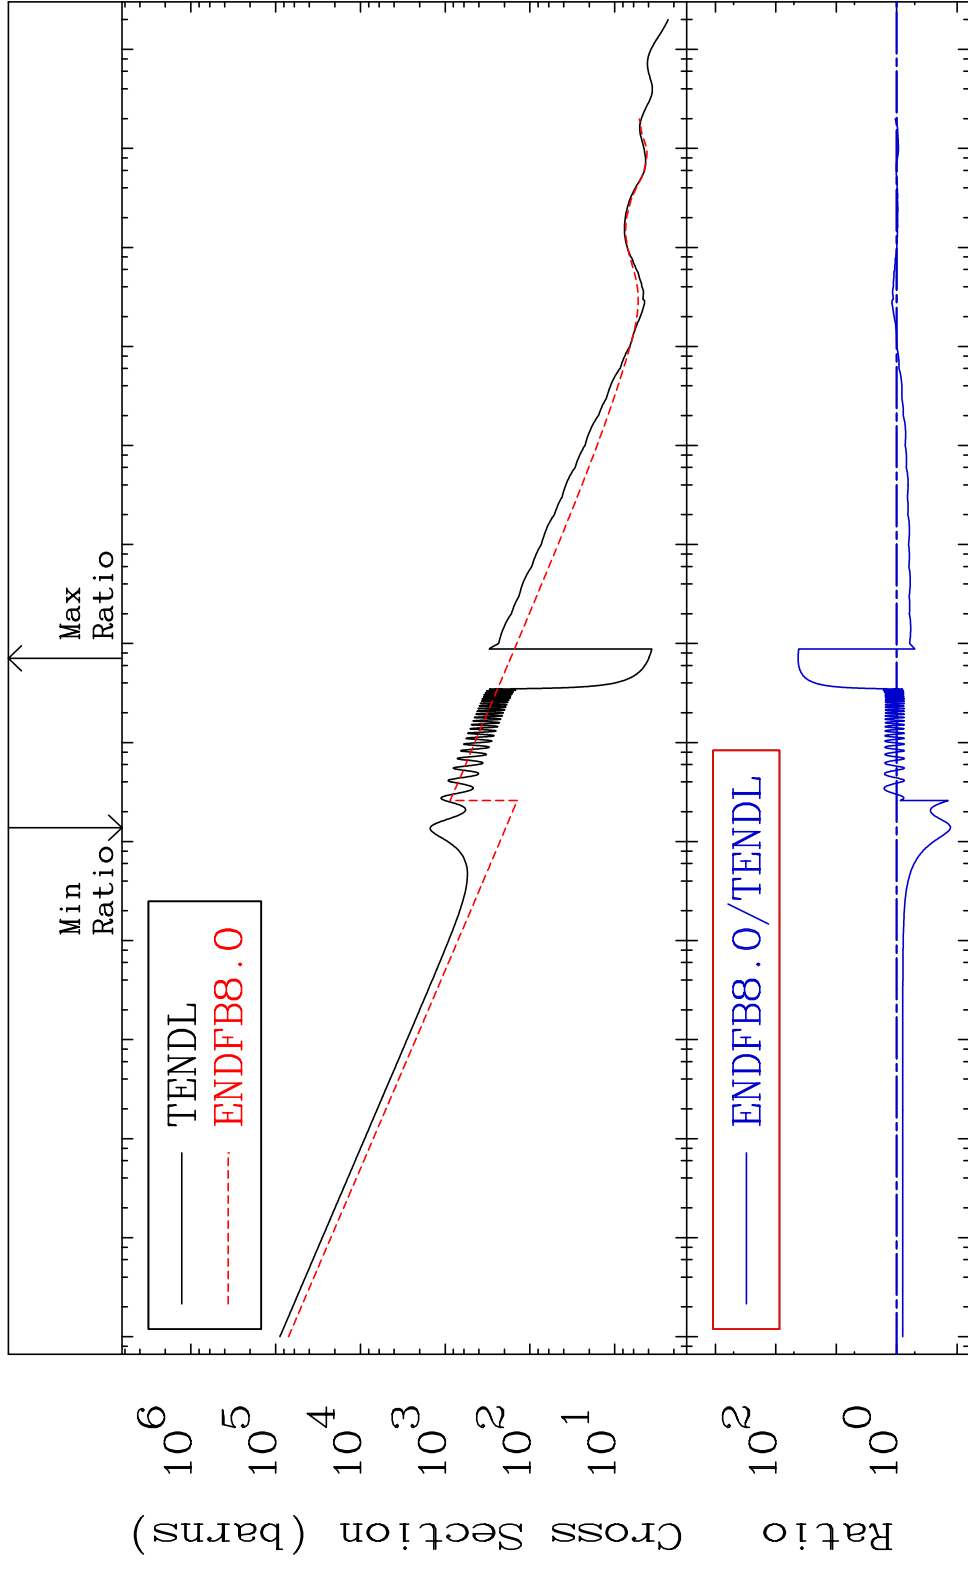 Min
Ratio
Max
Ratio
TENDL
ENDFB8.0
10^6
10^5
10^4
10^3
10^2
10^1
Cross Section (barns)
ENDFB8.0/TENDL
10^2
10^0
Ratio